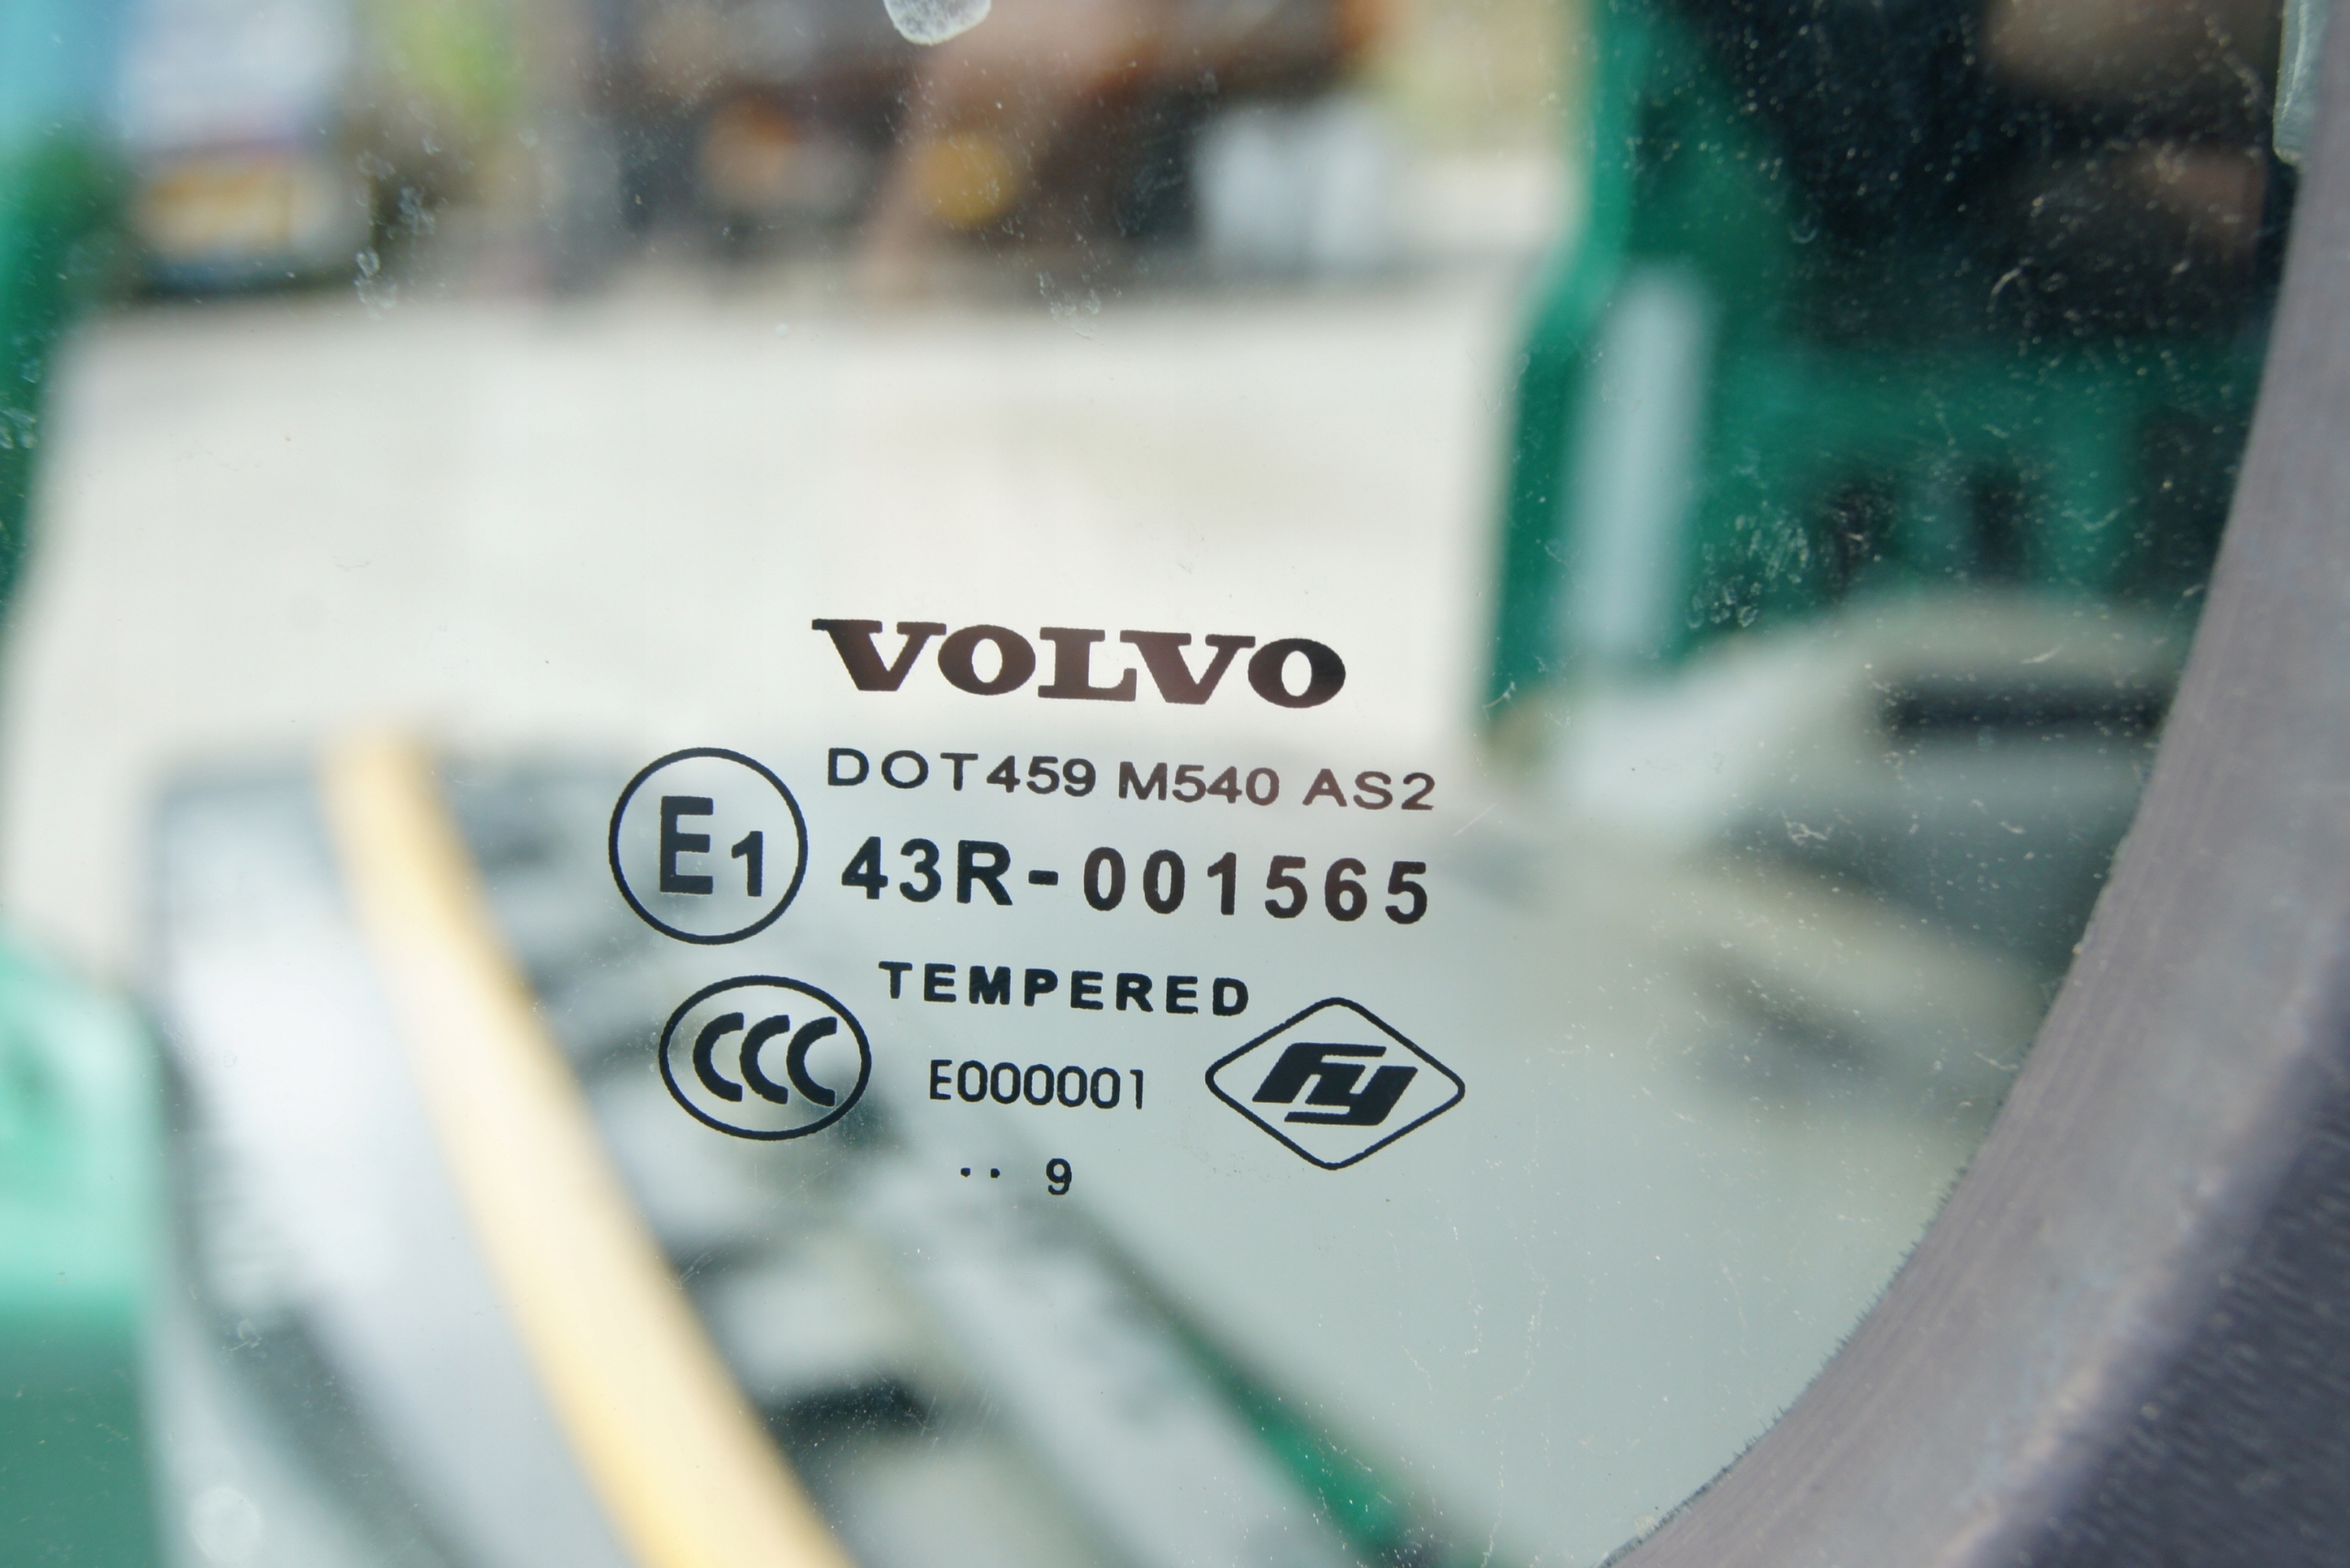 VOLVO
DOT459 M540 AS2
E1
43R-001565
TEMPERED
CCC
E000001
fy
.. 9